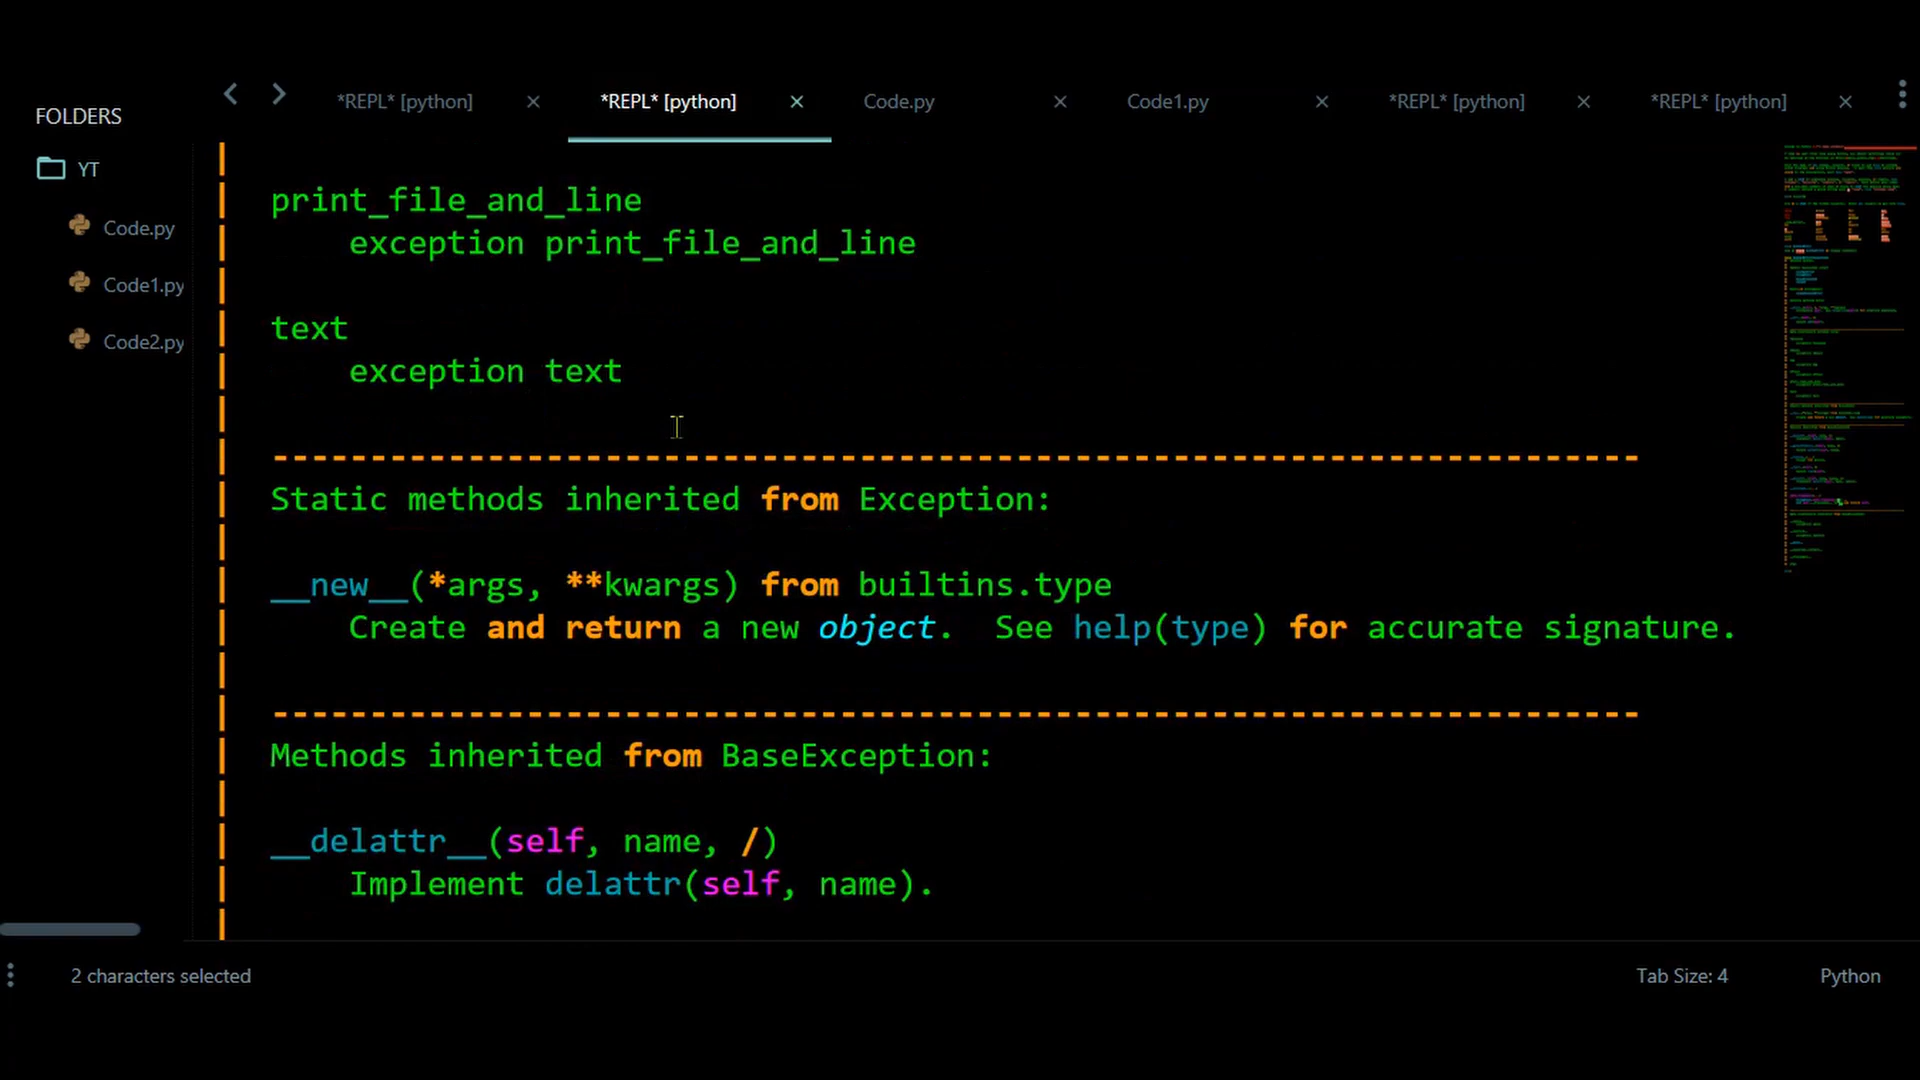 *REPL* [python]
*REPL* [python]
Code.py
Code1.py
*REPL* [python]
*REPL* [python]
FOLDERS
YT
Code.py
Code1.py
Code2.py
print_file_and_line
exception print_file_and_line
text
exception text
--------------------------------------------------------------------
Static methods inherited from Exception:
__new__(*args, **kwargs) from builtins.type
Create and return a new object.  See help(type) for accurate signature.
--------------------------------------------------------------------
Methods inherited from BaseException:
__delattr__(self, name, /)
Implement delattr(self, name).
2 characters selected
Tab Size: 4
Python